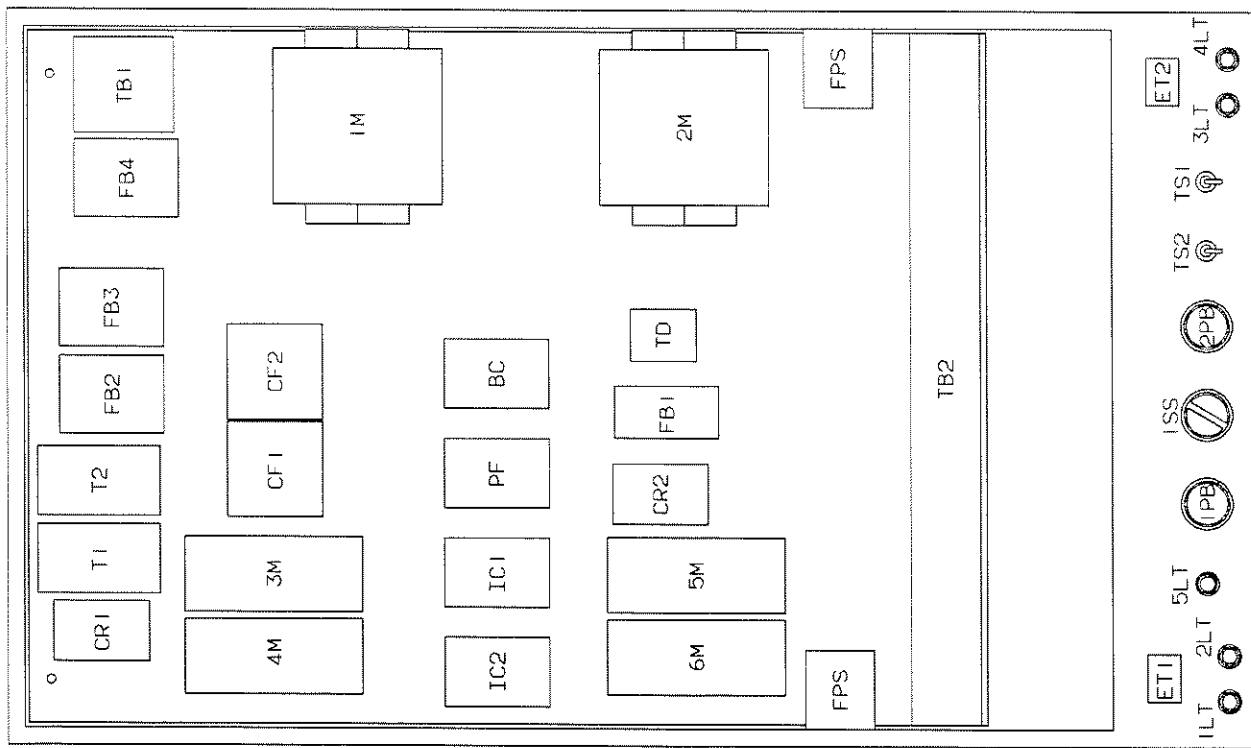 CR1
T1
T2
FB2
FB3
FB4
TB1
4M
3M
CF1
CF2
1M
IC2
IC1
PF
BC
6M
5M
CR2
FB1
TD
2M
FPS
FPS
TB2
ET1
ET2
1LT
2LT
5LT
1PB
1SS
2PB
TS2
TS1
3LT
4LT